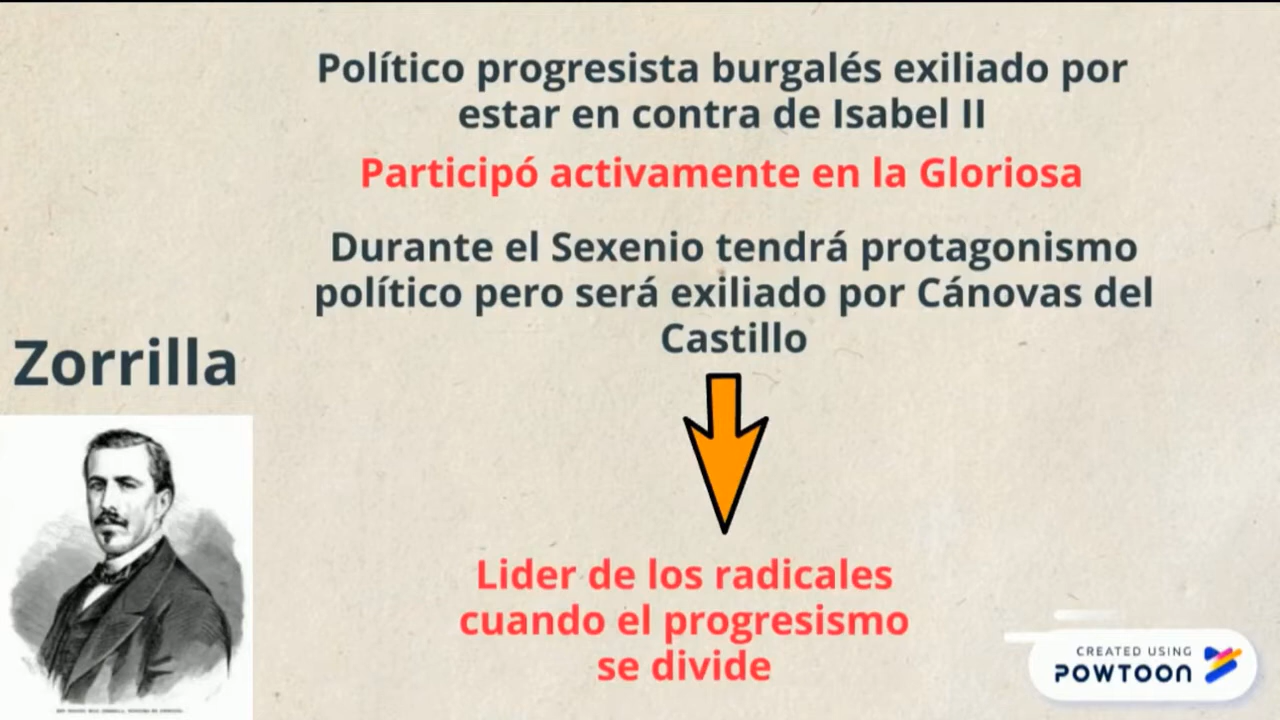 Político progresista burgalés exiliado por
estar en contra de Isabel II
Participó activamente en la Gloriosa
Durante el Sexenio tendrá protagonismo
político pero será exiliado por Cánovas del
Castillo
Zorrilla
Lider de los radicales
cuando el progresismo
se divide
CREATED USING
POWTOON